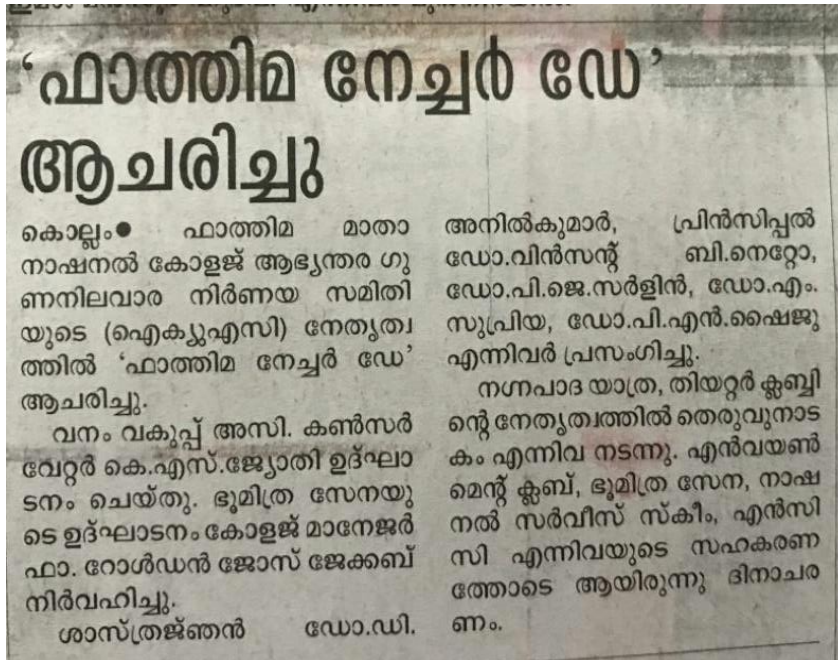 ‘ഫാത്തിമ നേച്ചർ ഡേ’
ആചരിച്ചു
കൊല്ലം● ഫാത്തിമ മാതാ
നാഷനൽ കോളജ് ആഭ്യന്തര ഗു
ണനിലവാര നിർണയ സമിതി
യുടെ (ഐക്യുഎസി) നേതൃത്വ
ത്തിൽ ‘ഫാത്തിമ നേച്ചർ ഡേ’
ആചരിച്ചു.
വനം വകുപ്പ് അസി. കൺസർ
വേറ്റർ കെ.എസ്.ജ്യോതി ഉദ്ഘാ
ടനം ചെയ്തു. ഭൂമിത്ര സേനയു
ടെ ഉദ്ഘാടനം കോളജ് മാനേജർ
ഫാ. റോൾഡൻ ജോസ് ജേക്കബ്
നിർവഹിച്ചു.
ശാസ്ത്രജ്ഞൻ ഡോ.ഡി.
അനിൽകുമാർ, പ്രിൻസിപ്പൽ
ഡോ.വിൻസന്റ് ബി.നെറ്റോ,
ഡോ.പി.ജെ.സർളിൻ, ഡോ.എം.
സുപ്രിയ, ഡോ.പി.എൻ.ഷൈജു
എന്നിവർ പ്രസംഗിച്ചു.
നഗ്നപാദ യാത്ര, തിയറ്റർ ക്ലബ്ബി
ന്റെ നേതൃത്വത്തിൽ തെരുവുനാട
കം എന്നിവ നടന്നു. എൻവയൺ
മെന്റ് ക്ലബ്, ഭൂമിത്ര സേന, നാഷ
നൽ സർവീസ് സ്കീം, എൻസി
സി എന്നിവയുടെ സഹകരണ
ത്തോടെ ആയിരുന്നു ദിനാചര
ണം.